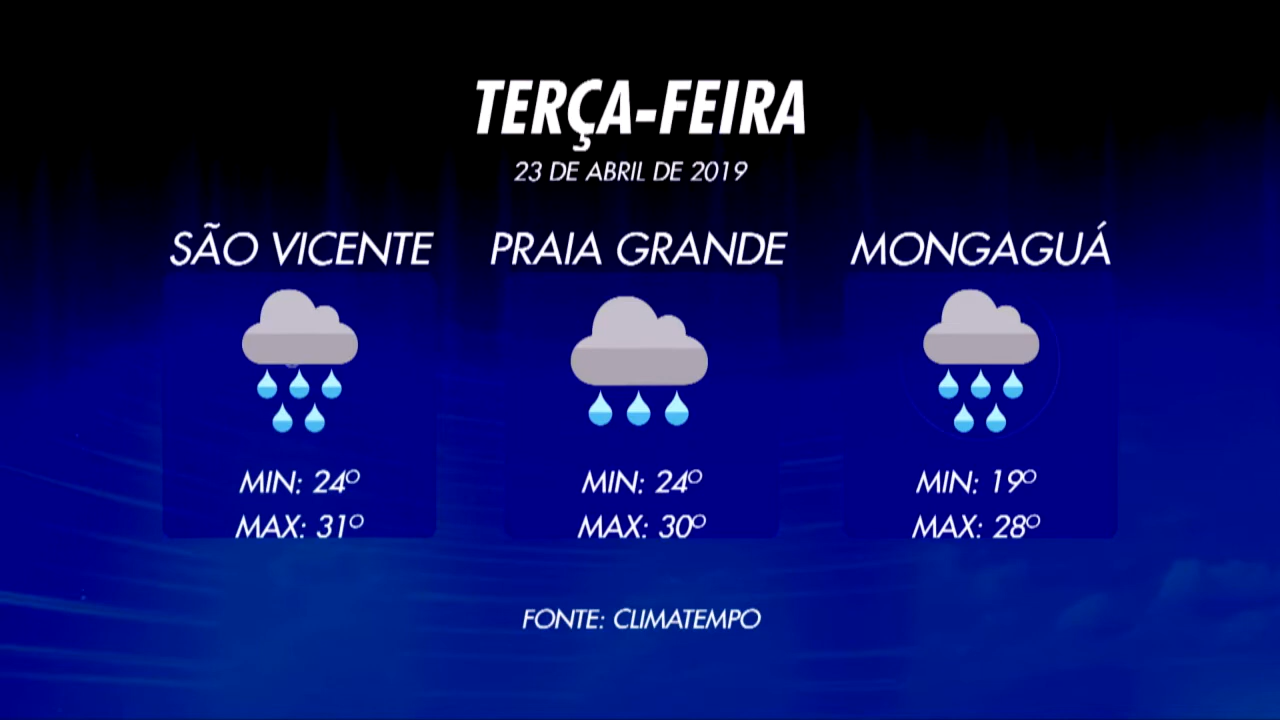 TERÇA-FEIRA
23 DE ABRIL DE 2019
SÃO VICENTE
MIN: 24º
MAX: 31º
PRAIA GRANDE
MIN: 24º
MAX: 30º
MONGAGUÁ
MIN: 19º
MAX: 28º
FONTE: CLIMATEMPO